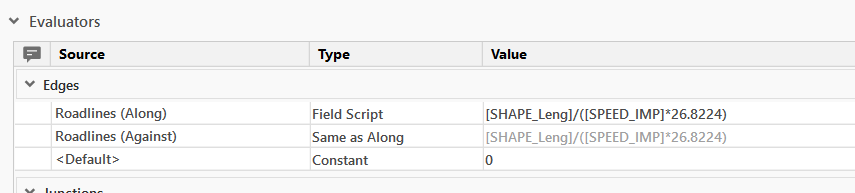 Evaluators
Source Type Value
Edges
Roadlines (Along) Field Script [SHAPE_Leng]/([SPEED_IMP]*26.8224)
Roadlines (Against) Same as Along [SHAPE_Leng]/([SPEED_IMP]*26.8224)
<Default> Constant 0
Junctions